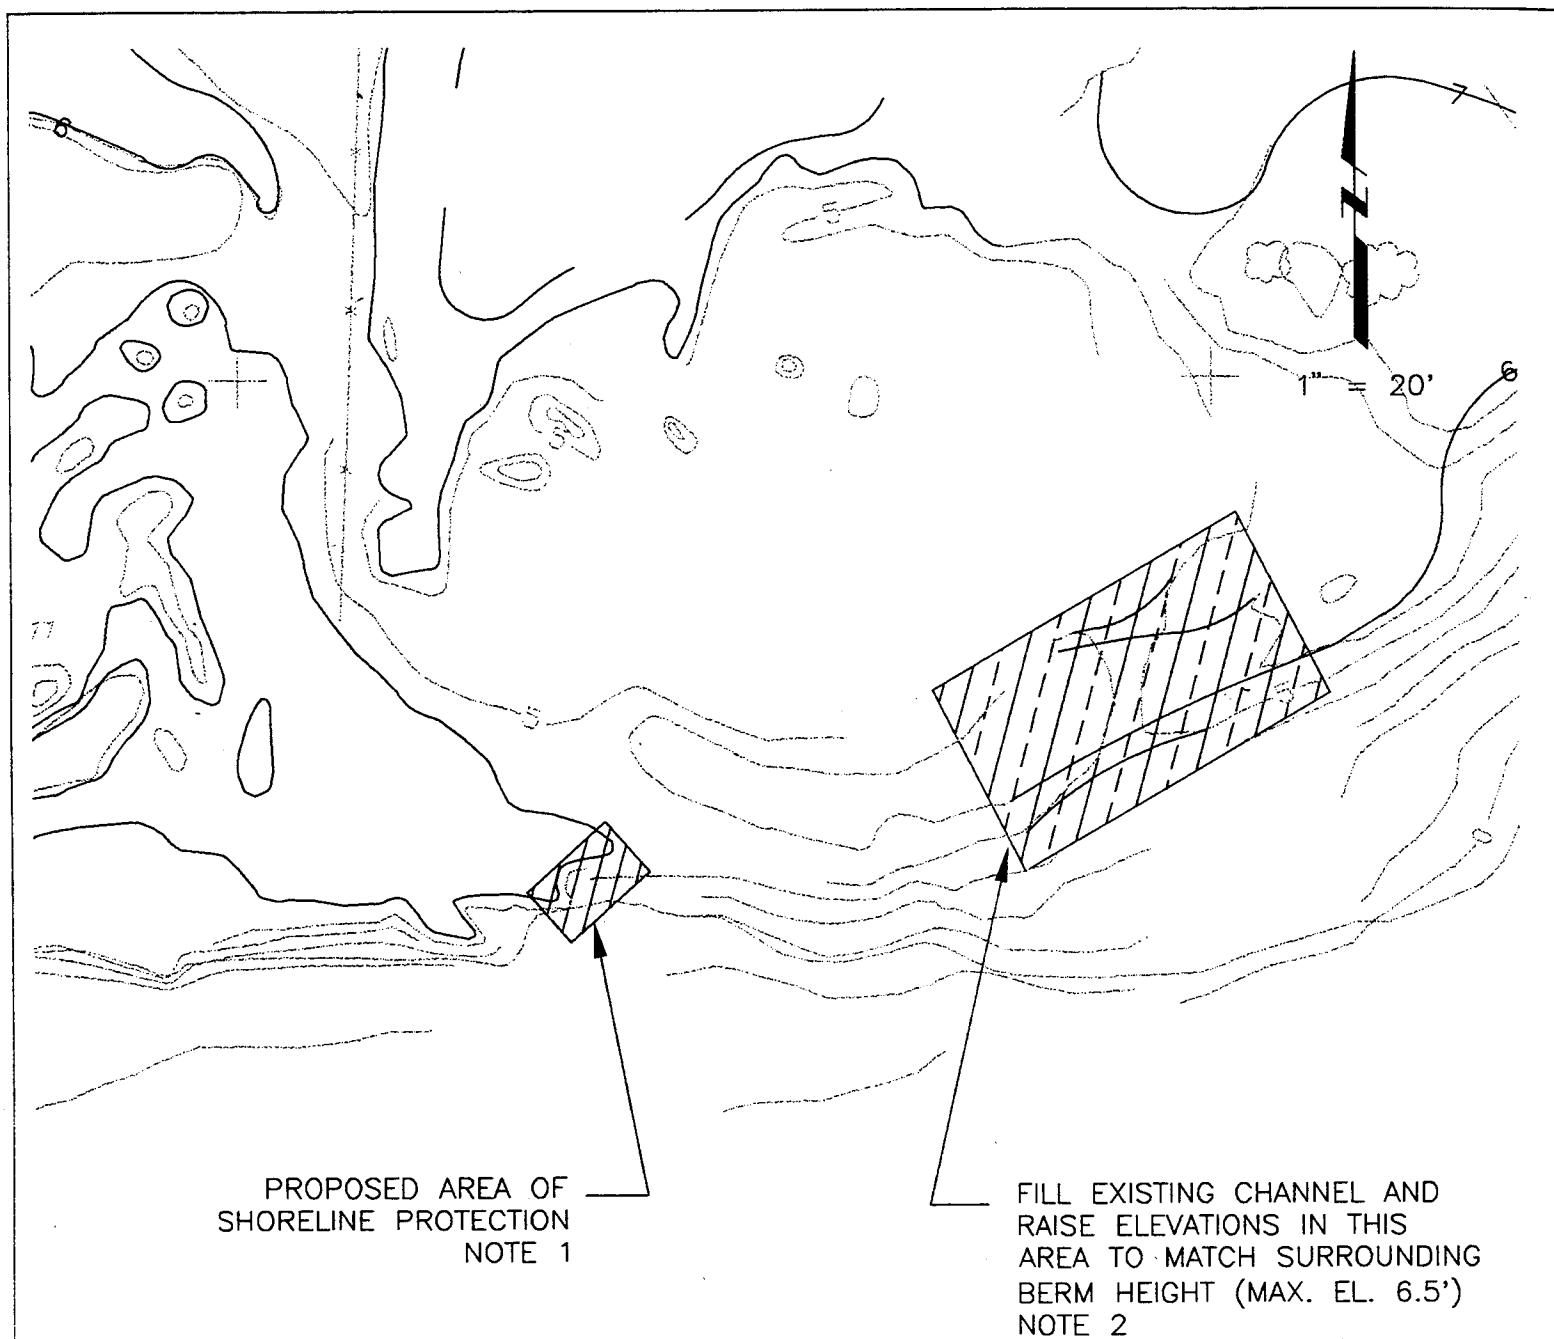 7
6
N
5
1" = 20'
6
5
5
PROPOSED AREA OF
SHORELINE PROTECTION
NOTE 1
FILL EXISTING CHANNEL AND
RAISE ELEVATIONS IN THIS
AREA TO MATCH SURROUNDING
BERM HEIGHT (MAX. EL. 6.5')
NOTE 2